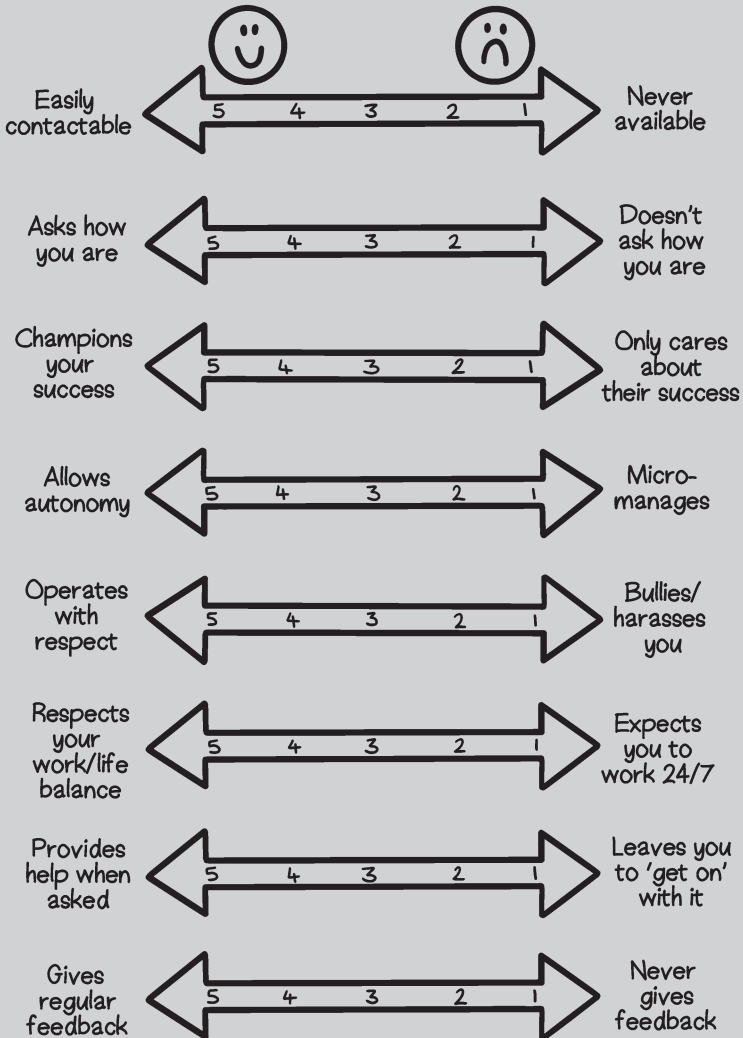 Easily
contactable
5 4 3 2 1
Never
available
Asks how
you are
5 4 3 2 1
Doesn't
ask how
you are
Champions
your
success
5 4 3 2 1
Only cares
about
their success
Allows
autonomy
5 4 3 2 1
Micro-
manages
Operates
with
respect
5 4 3 2 1
Bullies/
harasses
you
Respects
your
work/life
balance
5 4 3 2 1
Expects
you to
work 24/7
Provides
help when
asked
5 4 3 2 1
Leaves you
to 'get on'
with it
Gives
regular
feedback
5 4 3 2 1
Never
gives
feedback